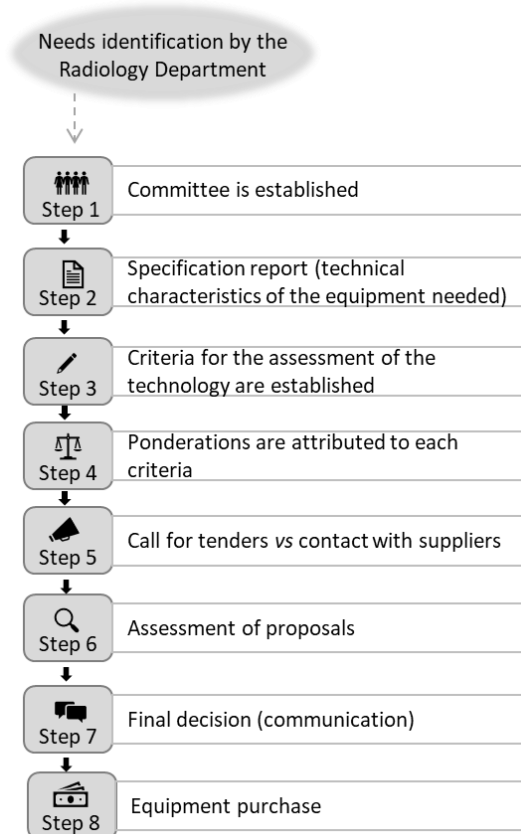 Needs identification by the
Radiology Department
Step 1
Committee is established
Step 2
Specification report (technical
characteristics of the equipment needed)
Step 3
Criteria for the assessment of the
technology are established
Step 4
Ponderations are attributed to each
criteria
Step 5
Call for tenders vs contact with suppliers
Step 6
Assessment of proposals
Step 7
Final decision (communication)
Step 8
Equipment purchase